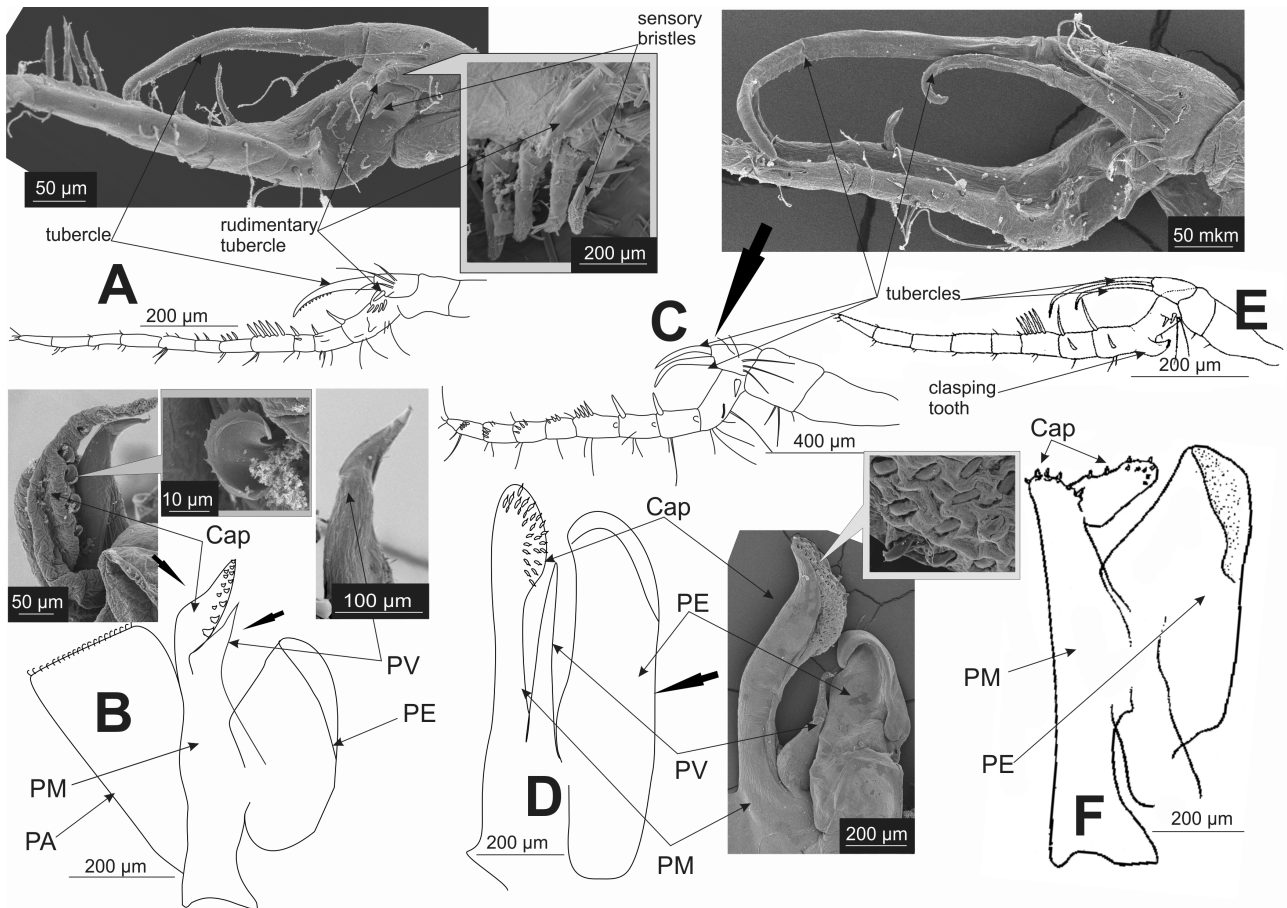 sensory
bristles
50 µm
tubercle
rudimentary
tubercle
200 µm
50 mkm
A
200 µm
C
tubercles
E
200 µm
clasping
tooth
400 µm
10 µm
50 µm
Cap
100 µm
PV
B
PE
PM
PA
200 µm
Cap
PE
PV
D
200 µm
PM
200 µm
Cap
PM
PE
F
200 µm